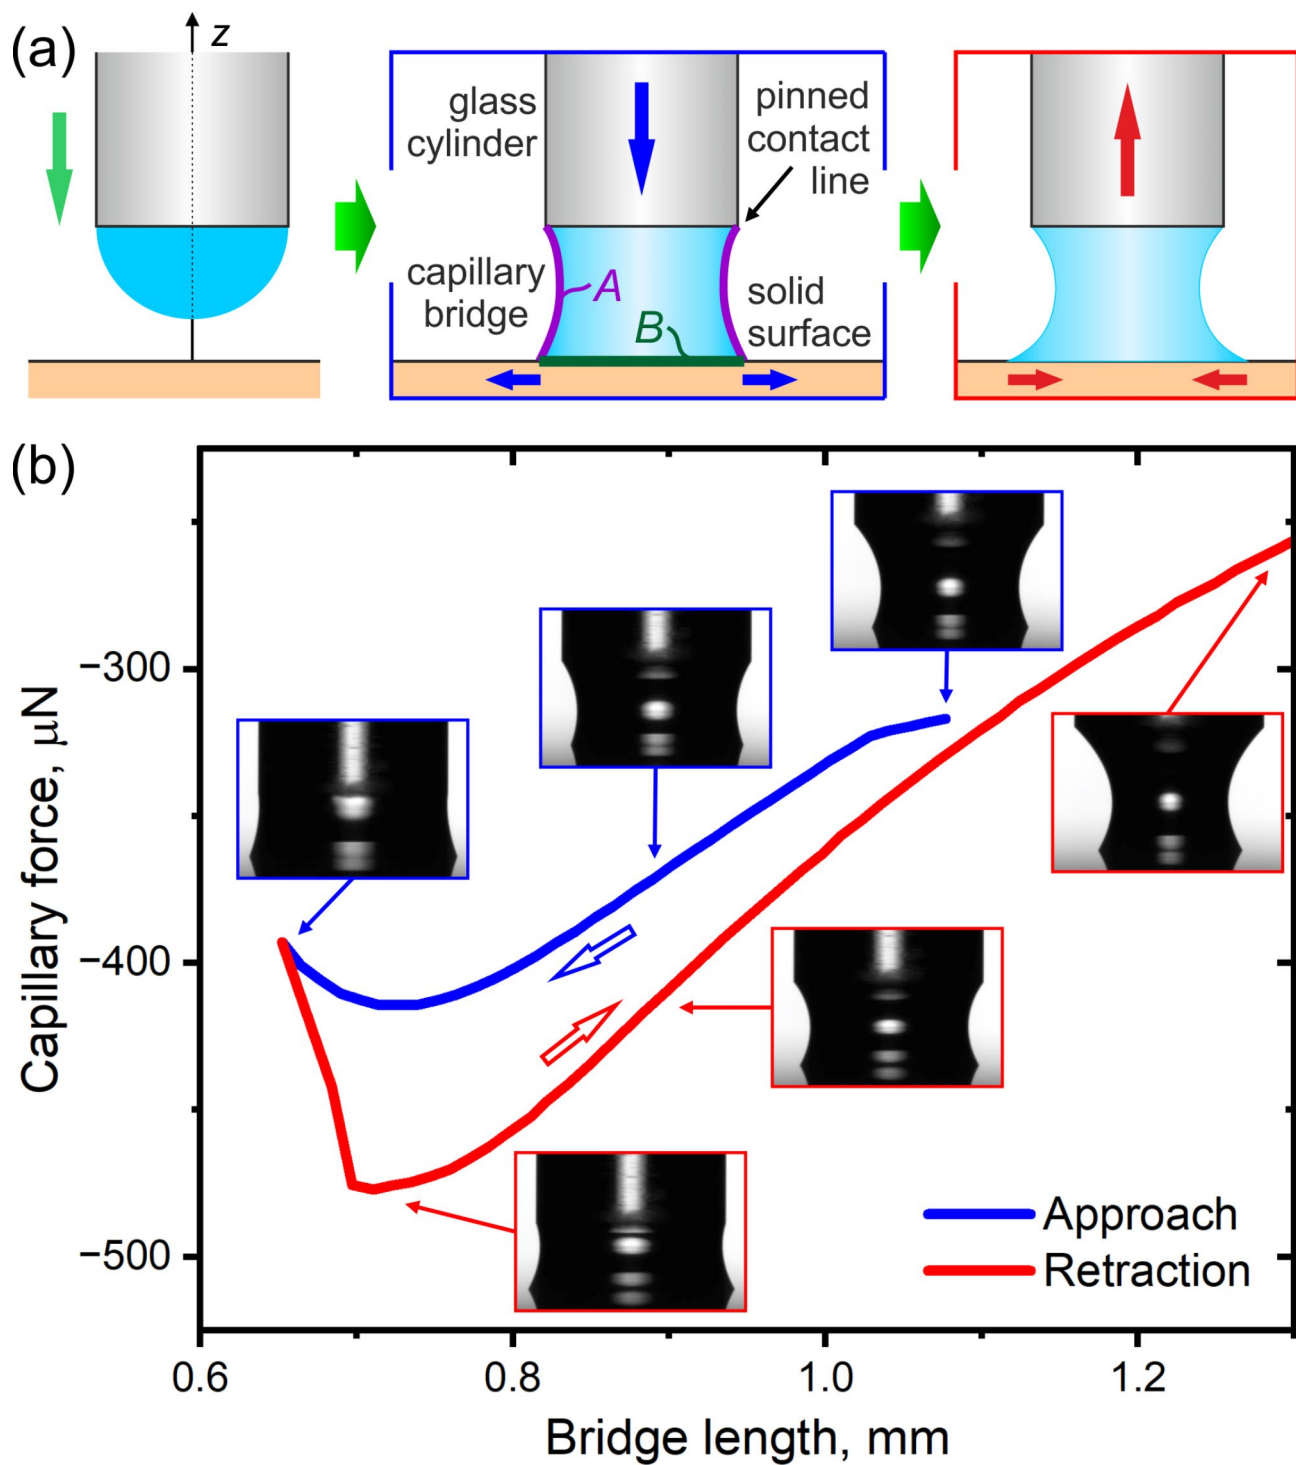 (a)
z
glass
cylinder
pinned
contact
line
capillary
bridge
A
B
solid
surface
(b)
Capillary force, μN
−300
−400
−500
Approach
Retraction
0.6
0.8
1.0
1.2
Bridge length, mm